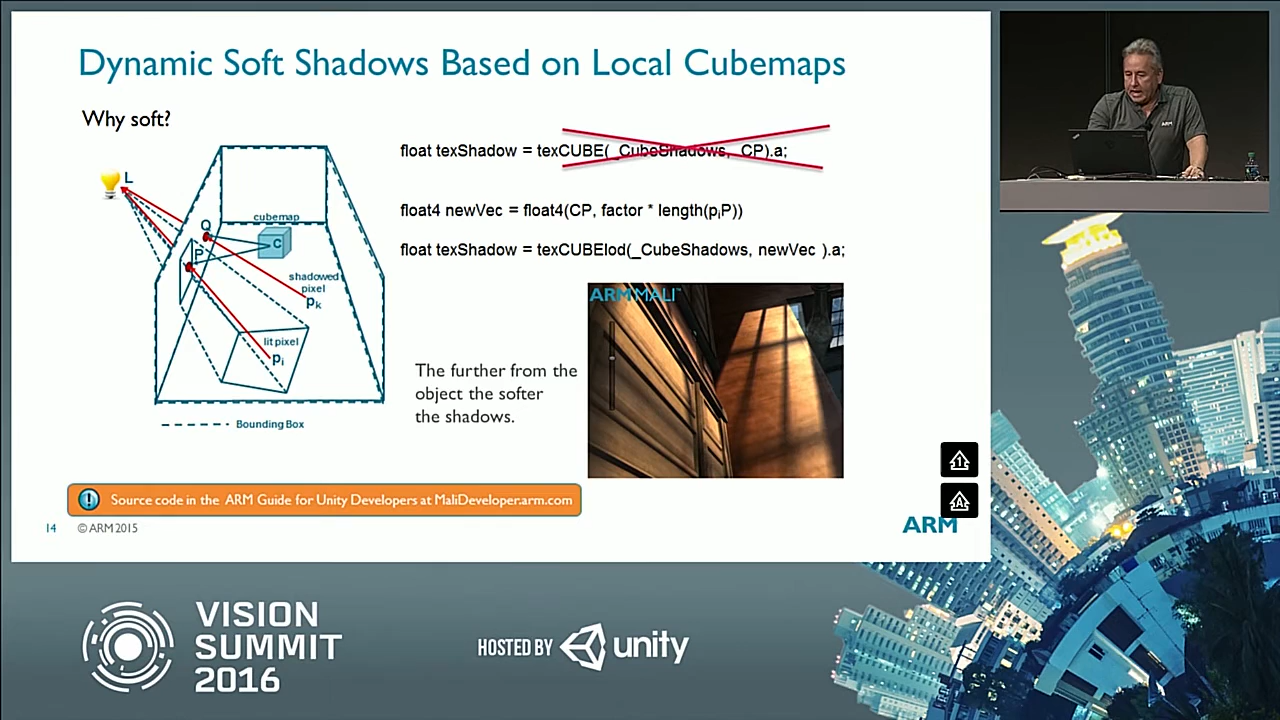 Dynamic Soft Shadows Based on Local Cubemaps
Why soft?
float texShadow = texCUBE(_CubeShadows, CP).a;
float4 newVec = float4(CP, factor * length(piP))
float texShadow = texCUBElod(_CubeShadows, newVec ).a;
L
cubemap
Q
C
P
shadowed
pixel
pk
lit pixel
pi
Bounding Box
ARM MALI™
The further from the
object the softer
the shadows.
Source code in the ARM Guide for Unity Developers at MaliDeveloper.arm.com
14 © ARM 2015
ARM
1
A
ARM
VISION
SUMMIT
2016
HOSTED BY unity